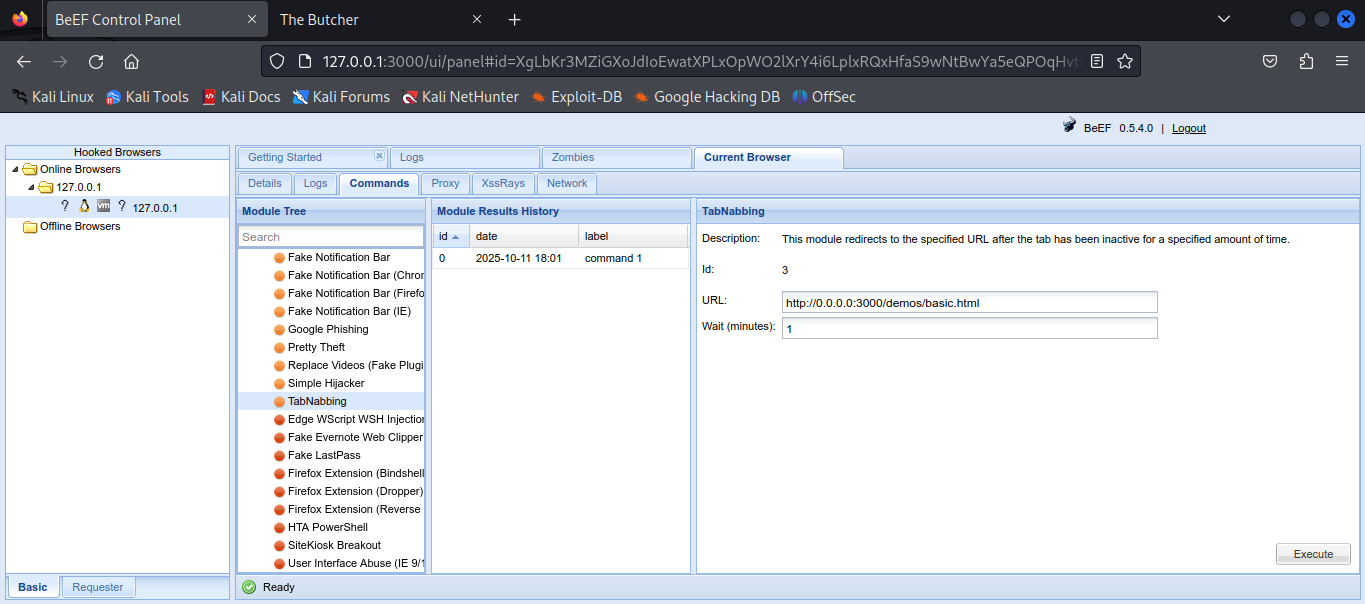 BeEF Control Panel
The Butcher
127.0.0.1:3000/ui/panel#id=XgLbKr3MZiGXoJdIoEwatXPLxOpWO2lXrY4i6LplxRQxHfaS9wNtBwYa5eQPOqHvt
Kali Linux Kali Tools Kali Docs Kali Forums Kali NetHunter Exploit-DB Google Hacking DB OffSec
BeEF 0.5.4.0 | Logout
Hooked Browsers
Online Browsers
127.0.0.1
? vm ? 127.0.0.1
Offline Browsers
Basic Requester
Getting Started Logs Zombies Current Browser
Details Logs Commands Proxy XssRays Network
Module Tree
Search
Fake Notification Bar
Fake Notification Bar (Chror
Fake Notification Bar (Firefo
Fake Notification Bar (IE)
Google Phishing
Pretty Theft
Replace Videos (Fake Plugi
Simple Hijacker
TabNabbing
Edge WScript WSH Injection
Fake Evernote Web Clipper
Fake LastPass
Firefox Extension (Bindshell
Firefox Extension (Dropper)
Firefox Extension (Reverse
HTA PowerShell
SiteKiosk Breakout
User Interface Abuse (IE 9/1
Module Results History
id date label
0 2025-10-11 18:01 command 1
TabNabbing
Description: This module redirects to the specified URL after the tab has been inactive for a specified amount of time.
Id: 3
URL: http://0.0.0.0:3000/demos/basic.html
Wait (minutes): 1
Execute
Ready